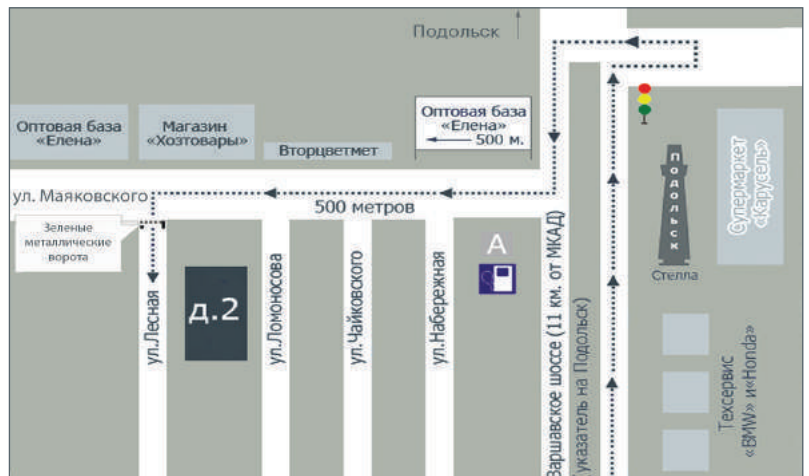 Подольск
Оптовая база
«Елена»
Магазин
«Хозтовары»
Вторцветмет
Оптовая база
«Елена»
500 м.
ул. Маяковского
500 метров
Зеленые
металлические
ворота
д.2
ул.Лесная
ул.Ломоносова
ул.Чайковского
ул.Набережная
А
Варшавское шоссе (11 км. от МКАД)
(указатель на Подольск)
Подольск
Стелла
Супермаркет
«Карусель»
Техсервис
«BMW» и «Honda»